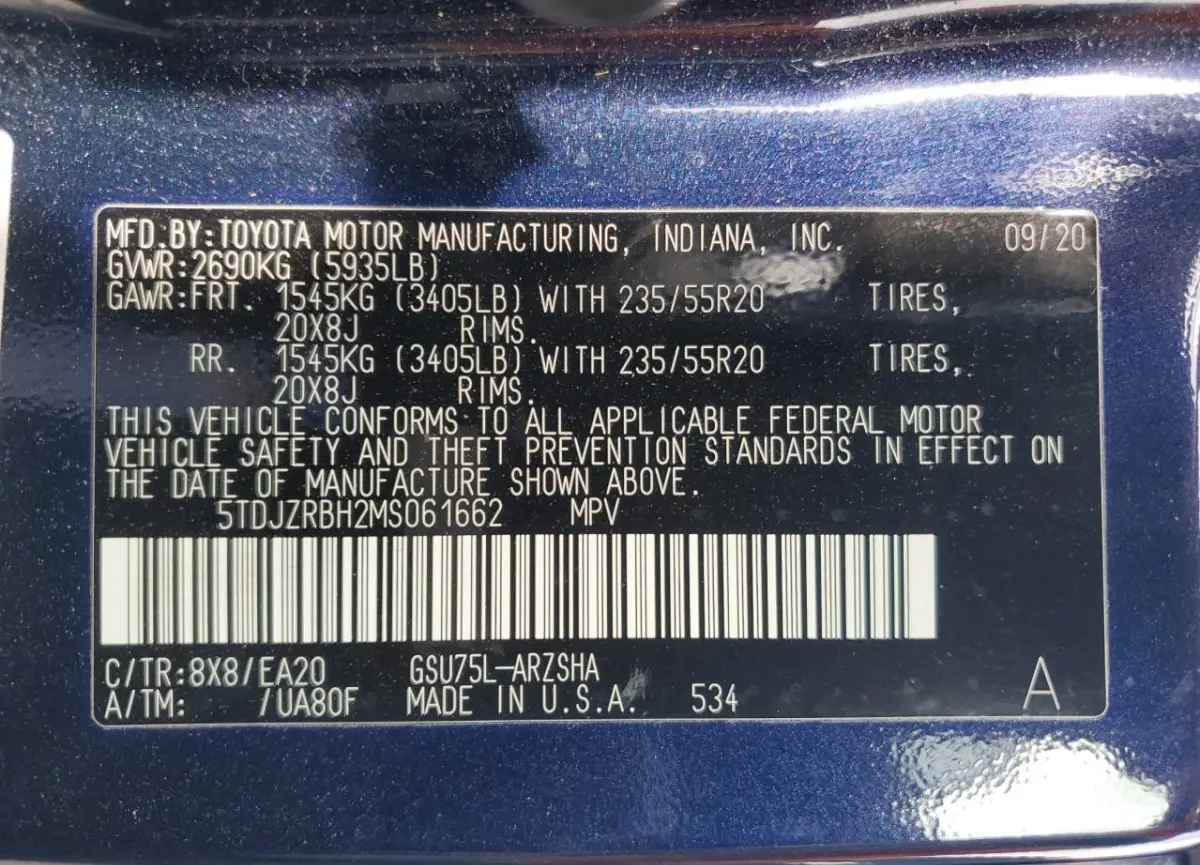 MFD.BY:TOYOTA MOTOR MANUFACTURING, INDIANA, INC. 09/20
GVWR:2690KG (5935LB)
GAWR:FRT. 1545KG (3405LB) WITH 235/55R20 TIRES,
20X8J RIMS.
RR. 1545KG (3405LB) WITH 235/55R20 TIRES,
20X8J RIMS.
THIS VEHICLE CONFORMS TO ALL APPLICABLE FEDERAL MOTOR
VEHICLE SAFETY AND THEFT PREVENTION STANDARDS IN EFFECT ON
THE DATE OF MANUFACTURE SHOWN ABOVE.
5TDJZRBH2MS061662 MPV
C/TR:8X8/EA20 GSU75L-ARZSHA
A/TM: /UA80F MADE IN U.S.A. 534 A